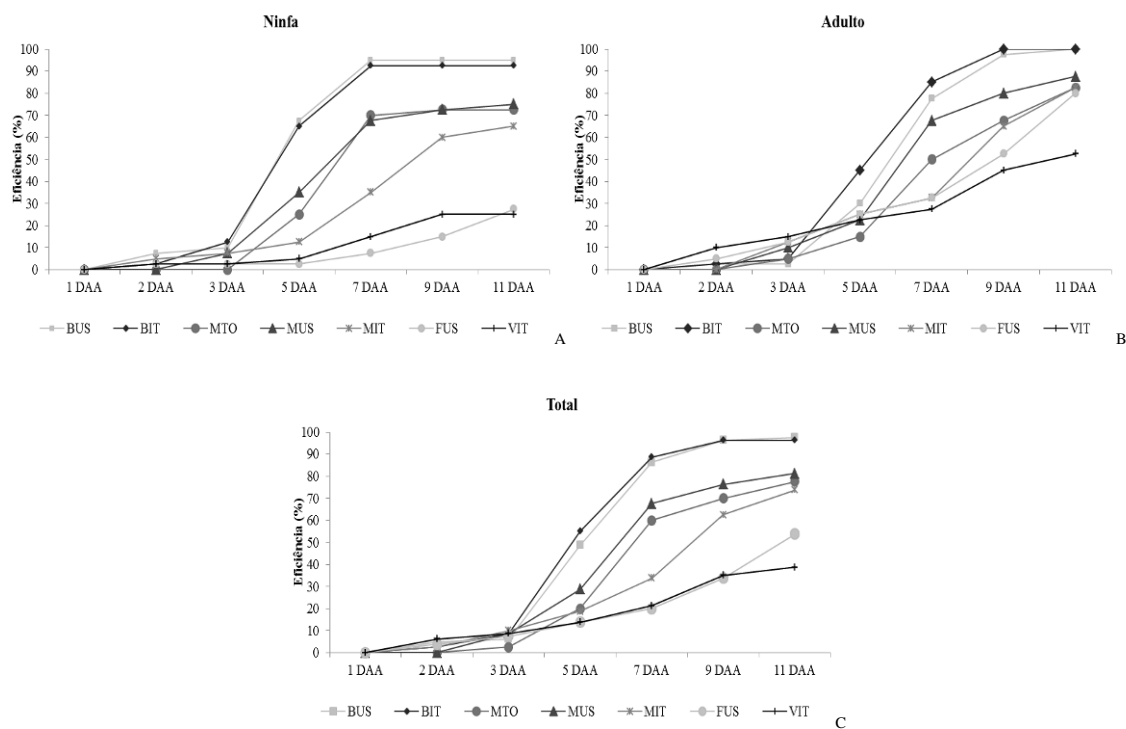 Ninfa
Eficiência (%)
100
90
80
70
60
50
40
30
20
10
0
1 DAA 2 DAA 3 DAA 5 DAA 7 DAA 9 DAA 11 DAA
BUS BIT MTO MUS MIT FUS VIT
A
Adulto
Eficiência (%)
100
90
80
70
60
50
40
30
20
10
0
1 DAA 2 DAA 3 DAA 5 DAA 7 DAA 9 DAA 11 DAA
BUS BIT MTO MUS MIT FUS VIT
B
Total
Eficiência (%)
100
90
80
70
60
50
40
30
20
10
0
1 DAA 2 DAA 3 DAA 5 DAA 7 DAA 9 DAA 11 DAA
BUS BIT MTO MUS MIT FUS VIT
C